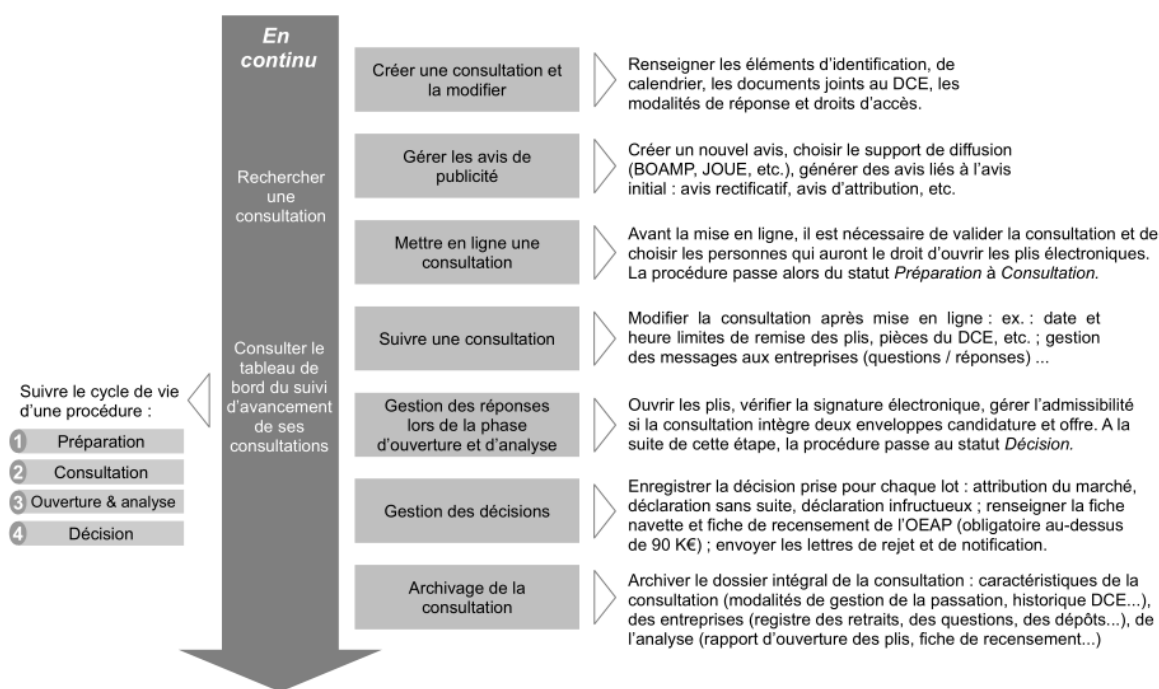 En
continu
Rechercher
une
consultation
Consulter le
tableau de
bord du suivi
d'avancement
de ses
consultations
Suivre le cycle de vie
d'une procédure :
1 Préparation
2 Consultation
3 Ouverture & analyse
4 Décision
Créer une consultation et
la modifier
Renseigner les éléments d'identification, de
calendrier, les documents joints au DCE, les
modalités de réponse et droits d'accès.
Gérer les avis de
publicité
Créer un nouvel avis, choisir le support de diffusion
(BOAMP, JOUE, etc.), générer des avis liés à l'avis
initial : avis rectificatif, avis d'attribution, etc.
Mettre en ligne une
consultation
Avant la mise en ligne, il est nécessaire de valider la consultation et de
choisir les personnes qui auront le droit d'ouvrir les plis électroniques.
La procédure passe alors du statut Préparation à Consultation.
Suivre une consultation
Modifier la consultation après mise en ligne : ex. : date et
heure limites de remise des plis, pièces du DCE, etc. ; gestion
des messages aux entreprises (questions / réponses) ...
Gestion des réponses
lors de la phase
d'ouverture et d'analyse
Ouvrir les plis, vérifier la signature électronique, gérer l'admissibilité
si la consultation intègre deux enveloppes candidature et offre. A la
suite de cette étape, la procédure passe au statut Décision.
Gestion des décisions
Enregistrer la décision prise pour chaque lot : attribution du marché,
déclaration sans suite, déclaration infructueux ; renseigner la fiche
navette et fiche de recensement de l'OEAP (obligatoire au-dessus
de 90 K€) ; envoyer les lettres de rejet et de notification.
Archivage de la
consultation
Archiver le dossier intégral de la consultation : caractéristiques de la
consultation (modalités de gestion de la passation, historique DCE...),
des entreprises (registre des retraits, des questions, des dépôts...), de
l'analyse (rapport d'ouverture des plis, fiche de recensement...)